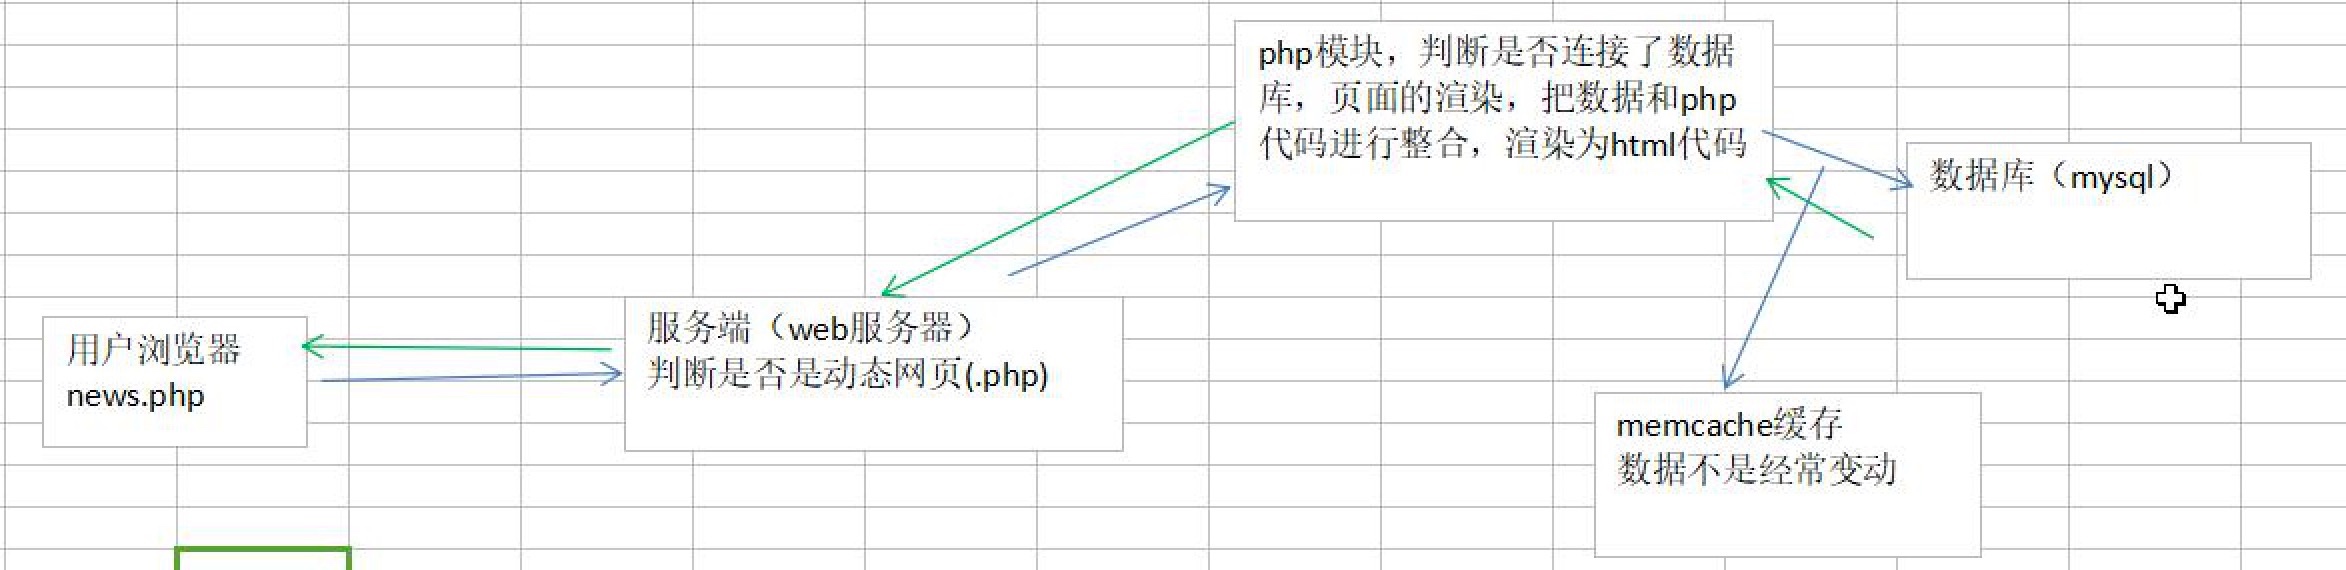 php模块，判断是否连接了数据
库，页面的渲染，把数据和php
代码进行整合，渲染为html代码
数据库（mysql）
服务端（web服务器）
判断是否是动态网页(.php)
用户浏览器
news.php
memcache缓存
数据不是经常变动